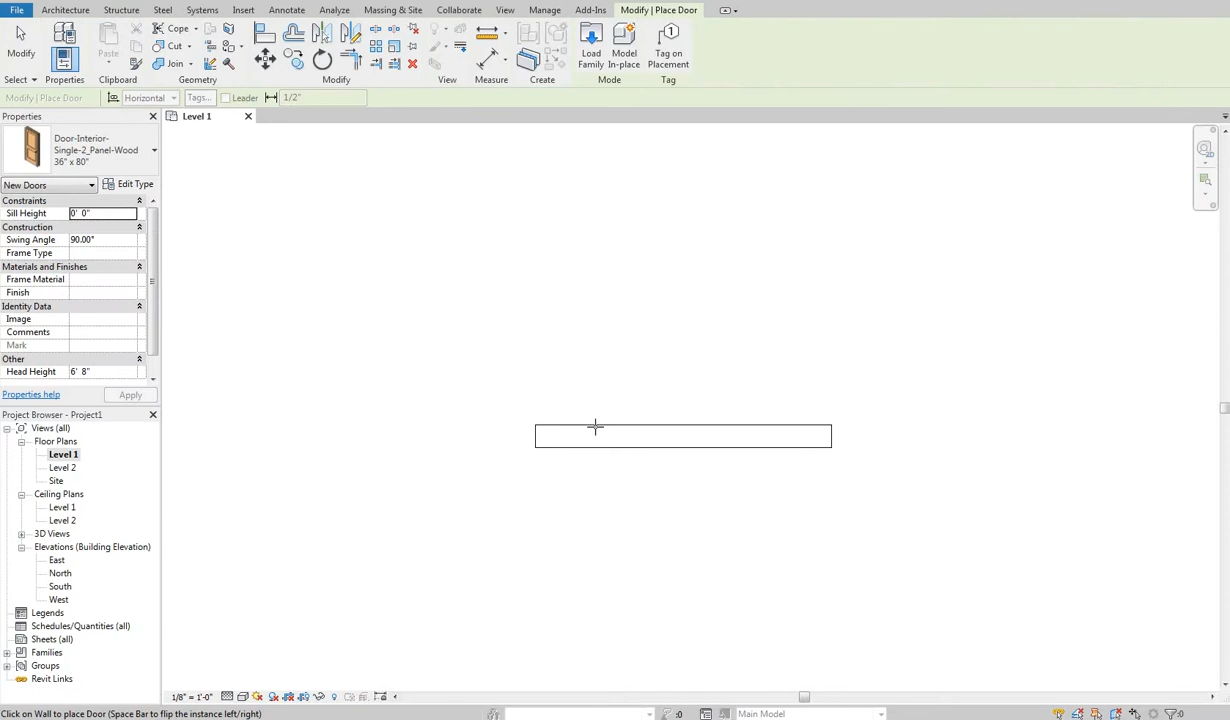 File Architecture Structure Steel Systems Insert Annotate Analyze Massing & Site Collaborate View Manage Add-Ins Modify | Place Door
Modify Paste Cope Cut Join Load Family Model In-place Tag on Placement
Select Properties Clipboard Geometry Modify View Measure Create Mode Tag
Modify | Place Door Horizontal Tags... Leader 1/2"
Properties
Level 1
Door-Interior-
Single-2_Panel-Wood
36" x 80"
New Doors Edit Type
Constraints
Sill Height 0' 0"
Construction
Swing Angle 90.00°
Frame Type
Materials and Finishes
Frame Material
Finish
Identity Data
Image
Comments
Mark
Other
Head Height 6' 8"
Properties help Apply
Project Browser - Project1
Views (all)
Floor Plans
Level 1
Level 2
Site
Ceiling Plans
Level 1
Level 2
3D Views
Elevations (Building Elevation)
East
North
South
West
Legends
Schedules/Quantities (all)
Sheets (all)
Families
Groups
Revit Links
2D
1/8" = 1'-0"
Click on Wall to place Door (Space Bar to flip the instance left/right) :0 Main Model :0